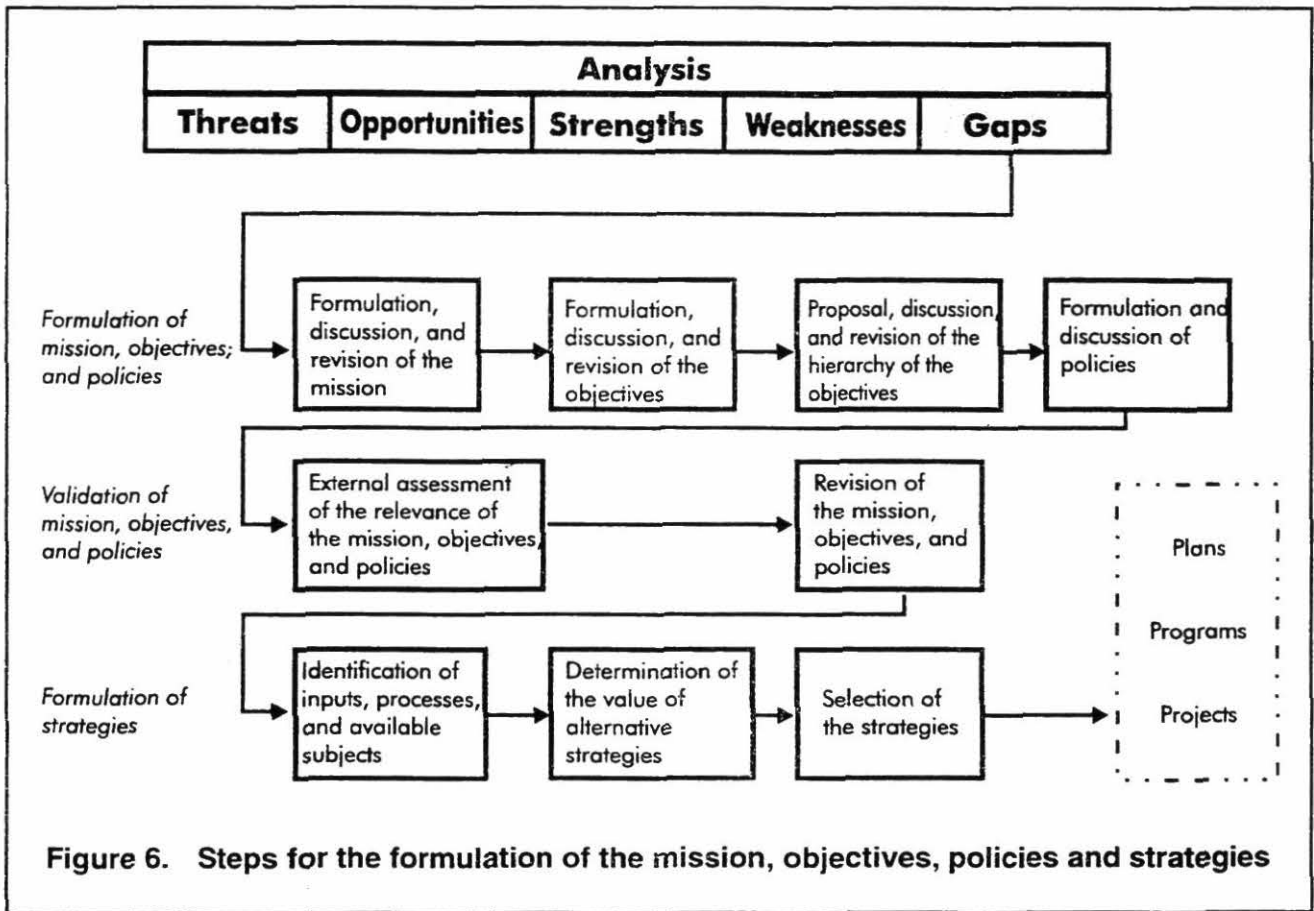 Analysis
Threats Opportunities Strengths Weaknesses Gaps
Formulation of
mission, objectives;
and policies
Formulation,
discussion, and
revision of the
mission
Formulation,
discussion, and
revision of the
objectives
Proposal, discussion,
and revision of the
hierarchy of the
objectives
Formulation and
discussion of
policies
Validation of
mission, objectives,
and policies
External assessment
of the relevance of
the mission, objectives,
and policies
Revision of
the mission,
objectives, and
policies
Formulation of
strategies
Identification of
inputs, processes,
and available
subjects
Determination of
the value of
alternative
strategies
Selection of
the strategies
Plans
Programs
Projects
Figure 6. Steps for the formulation of the mission, objectives, policies and strategies